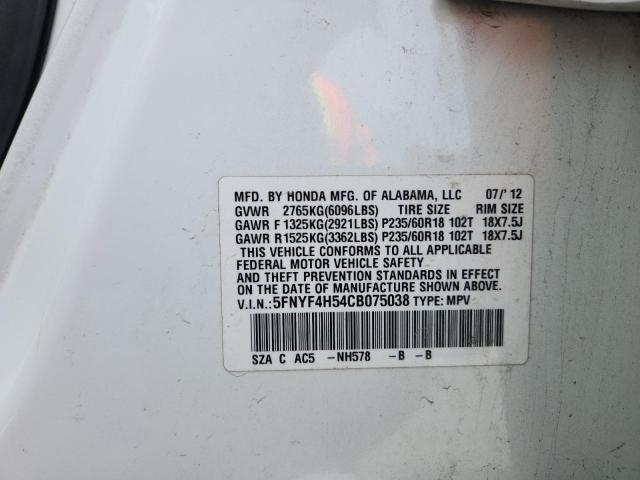 MFD. BY HONDA MFG. OF ALABAMA, LLC 07/'12
GVWR 2765KG(6096LBS) TIRE SIZE RIM SIZE
GAWR F 1325KG(2921LBS) P235/60R18 102T 18X7.5J
GAWR R 1525KG(3362LBS) P235/60R18 102T 18X7.5J
THIS VEHICLE CONFORMS TO ALL APPLICABLE
FEDERAL MOTOR VEHICLE SAFETY, BUMPER,
AND THEFT PREVENTION STANDARDS IN EFFECT
ON THE DATE OF MANUFACTURE SHOWN ABOVE.
V.I.N.: 5FNYF4H54CB075038 TYPE: MPV
SZA C AC5 -NH578 -B -B